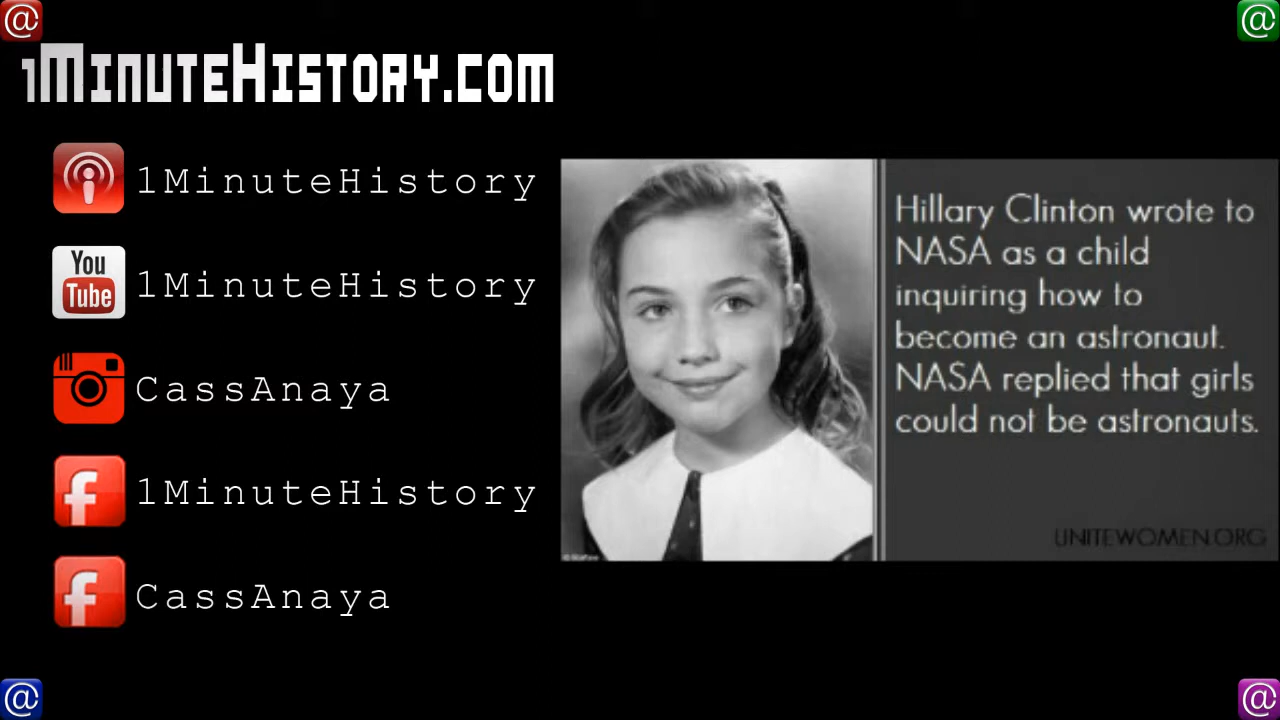 @
@
1MinuteHistory.com
1MinuteHistory
You
Tube
1MinuteHistory
CassAnaya
f
1MinuteHistory
f
CassAnaya
Hillary Clinton wrote to
NASA as a child
inquiring how to
become an astronaut.
NASA replied that girls
could not be astronauts.
UNITEWOMEN.ORG
@
@